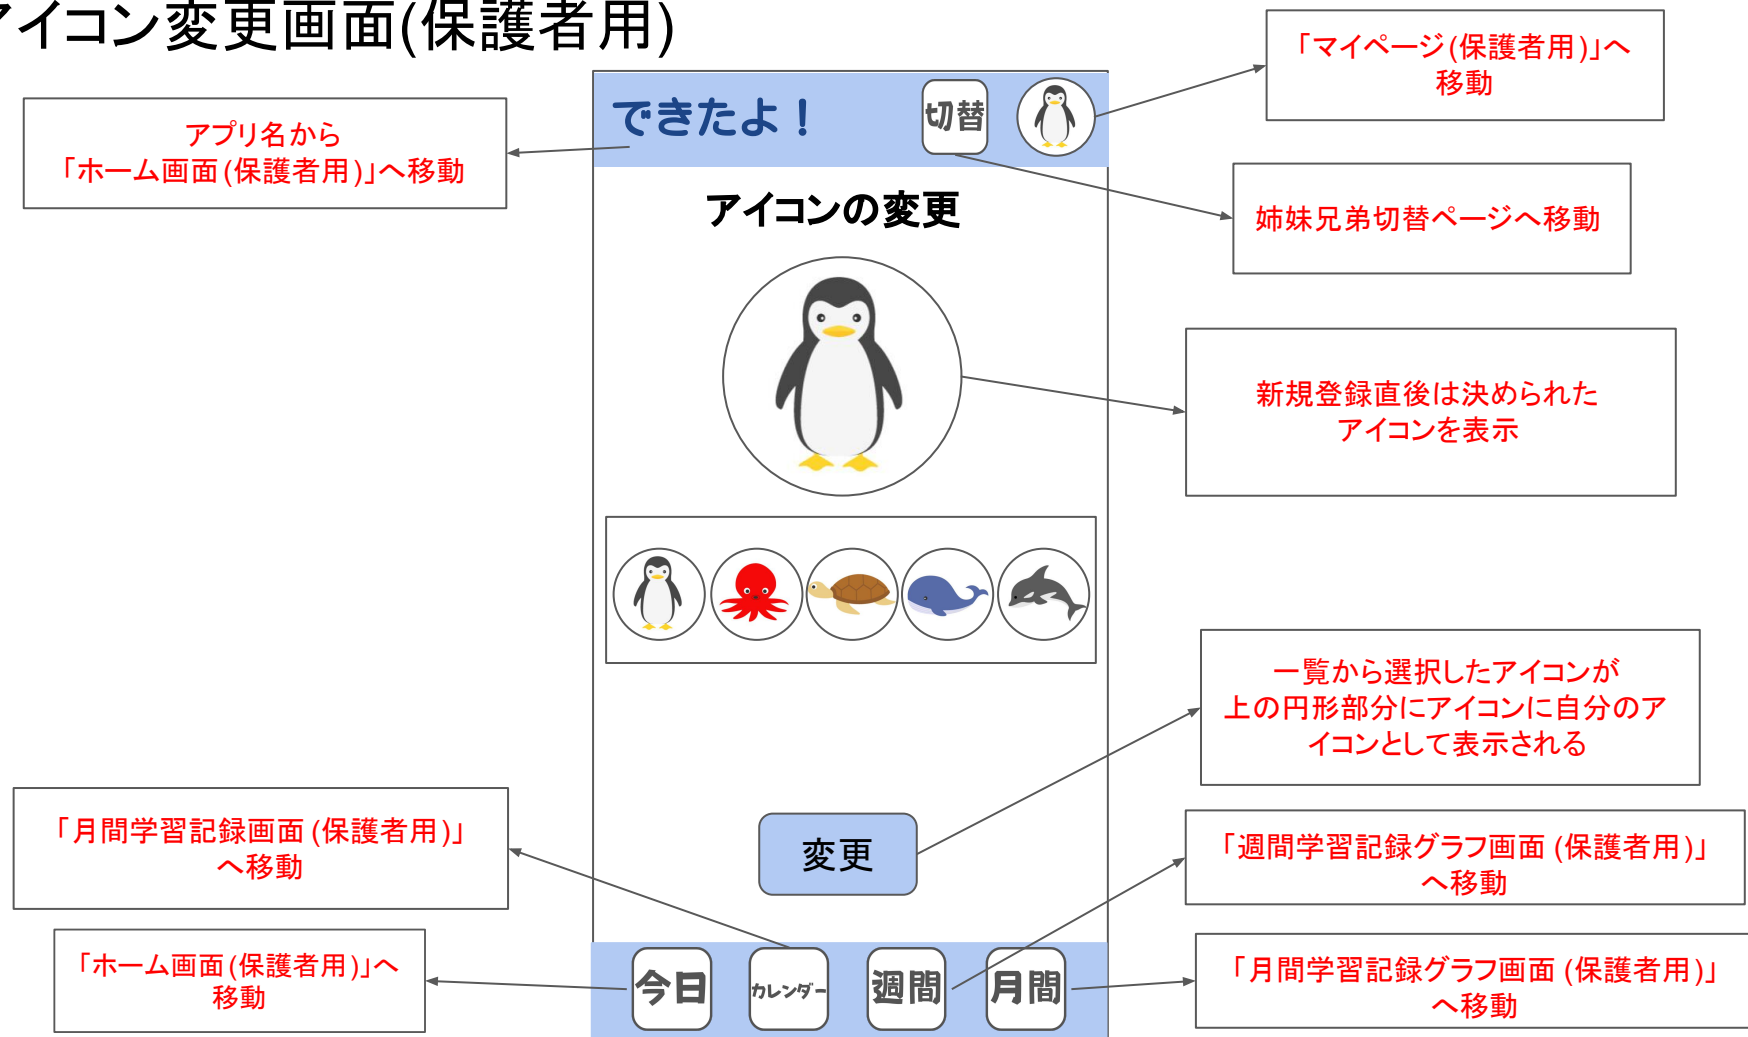 アイコン変更画面(保護者用)
「マイページ(保護者用)」へ
移動
アプリ名から
「ホーム画面(保護者用)」へ移動
できたよ！
切替
姉妹兄弟切替ページへ移動
アイコンの変更
新規登録直後は決められた
アイコンを表示
一覧から選択したアイコンが
上の円形部分にアイコンに自分のア
イコンとして表示される
「月間学習記録画面(保護者用)」
へ移動
変更
「週間学習記録グラフ画面(保護者用)」
へ移動
「ホーム画面(保護者用)」へ
移動
今日
カレンダー
週間
月間
「月間学習記録グラフ画面(保護者用)」
へ移動